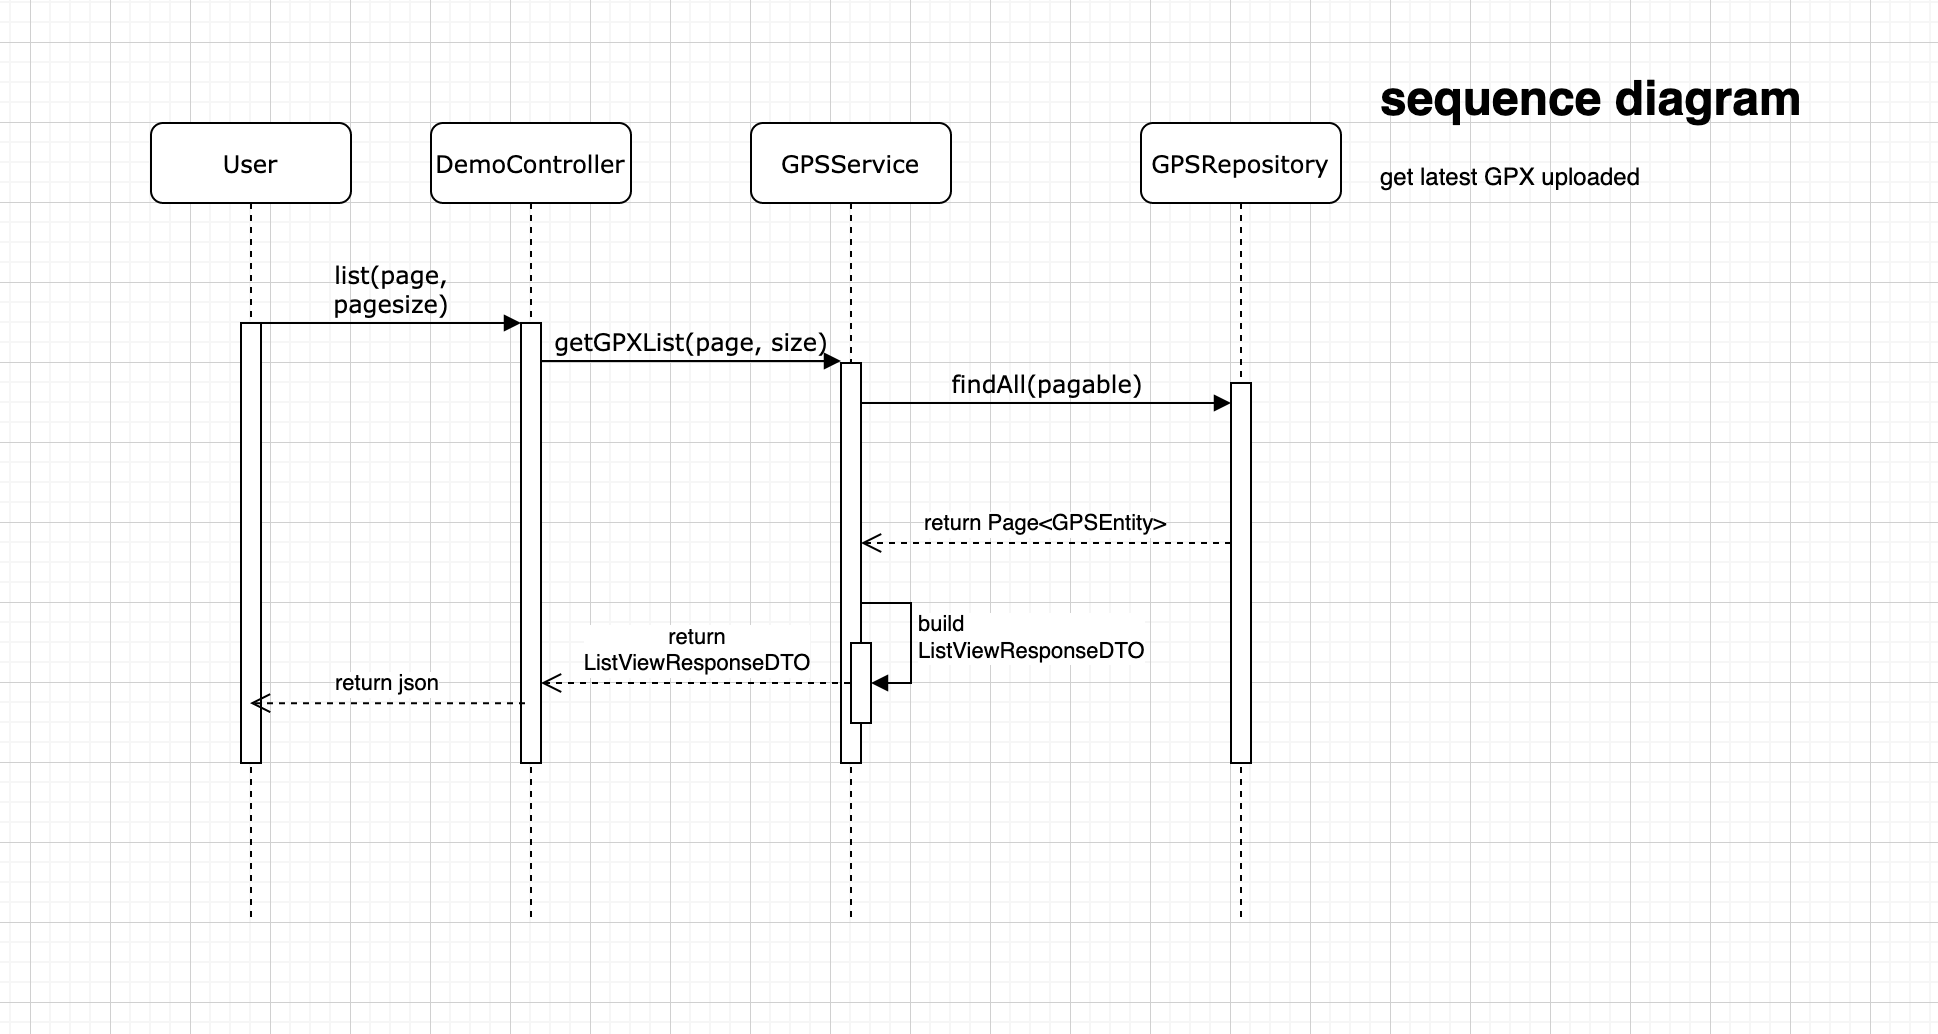 sequence diagram
get latest GPX uploaded
User
DemoController
GPSService
GPSRepository
list(page,
pagesize)
getGPXList(page, size)
findAll(pagable)
return Page<GPSEntity>
build
ListViewResponseDTO
return
ListViewResponseDTO
return json